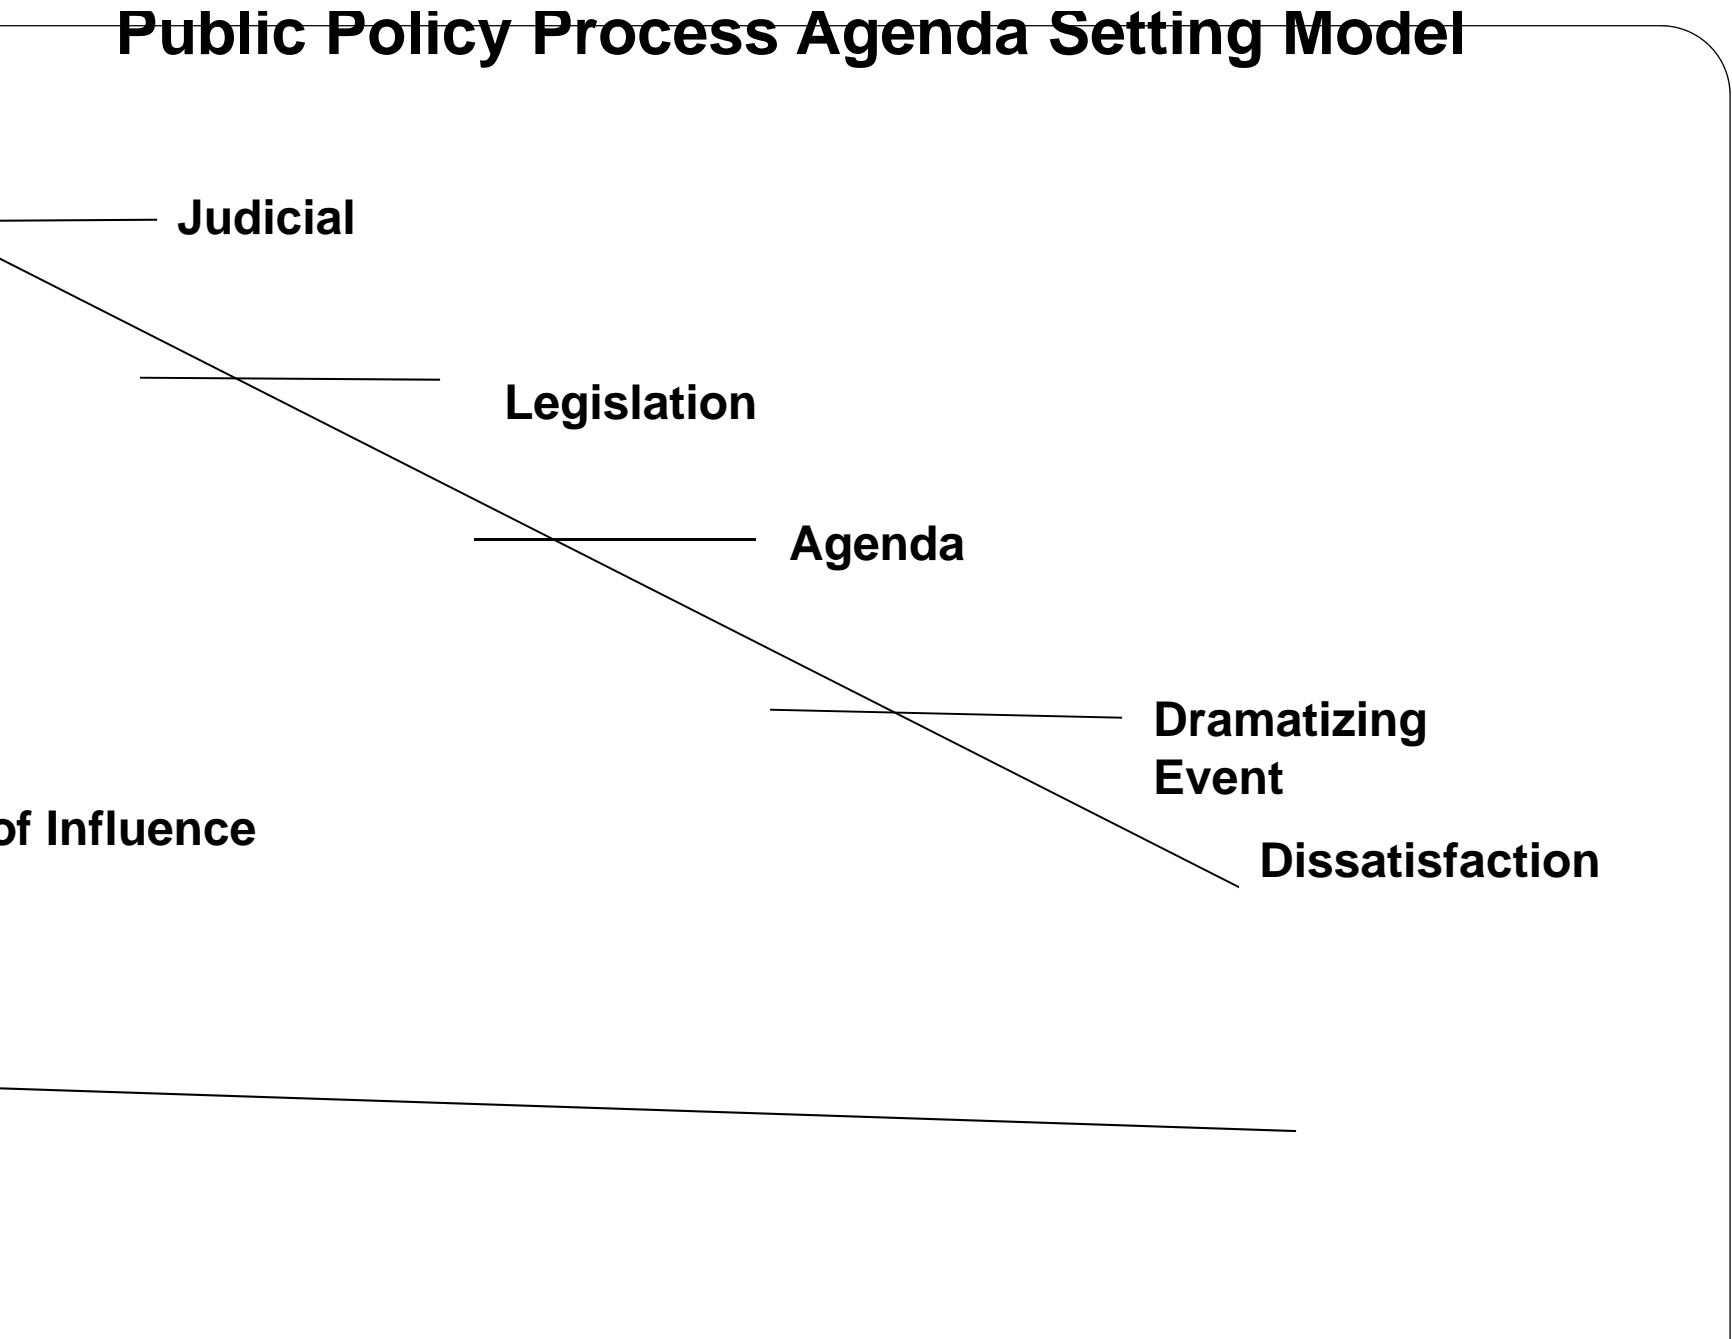 Public Policy Process Agenda Setting Model
Judicial
Legislation
Agenda
Dramatizing
Event
of Influence
Dissatisfaction